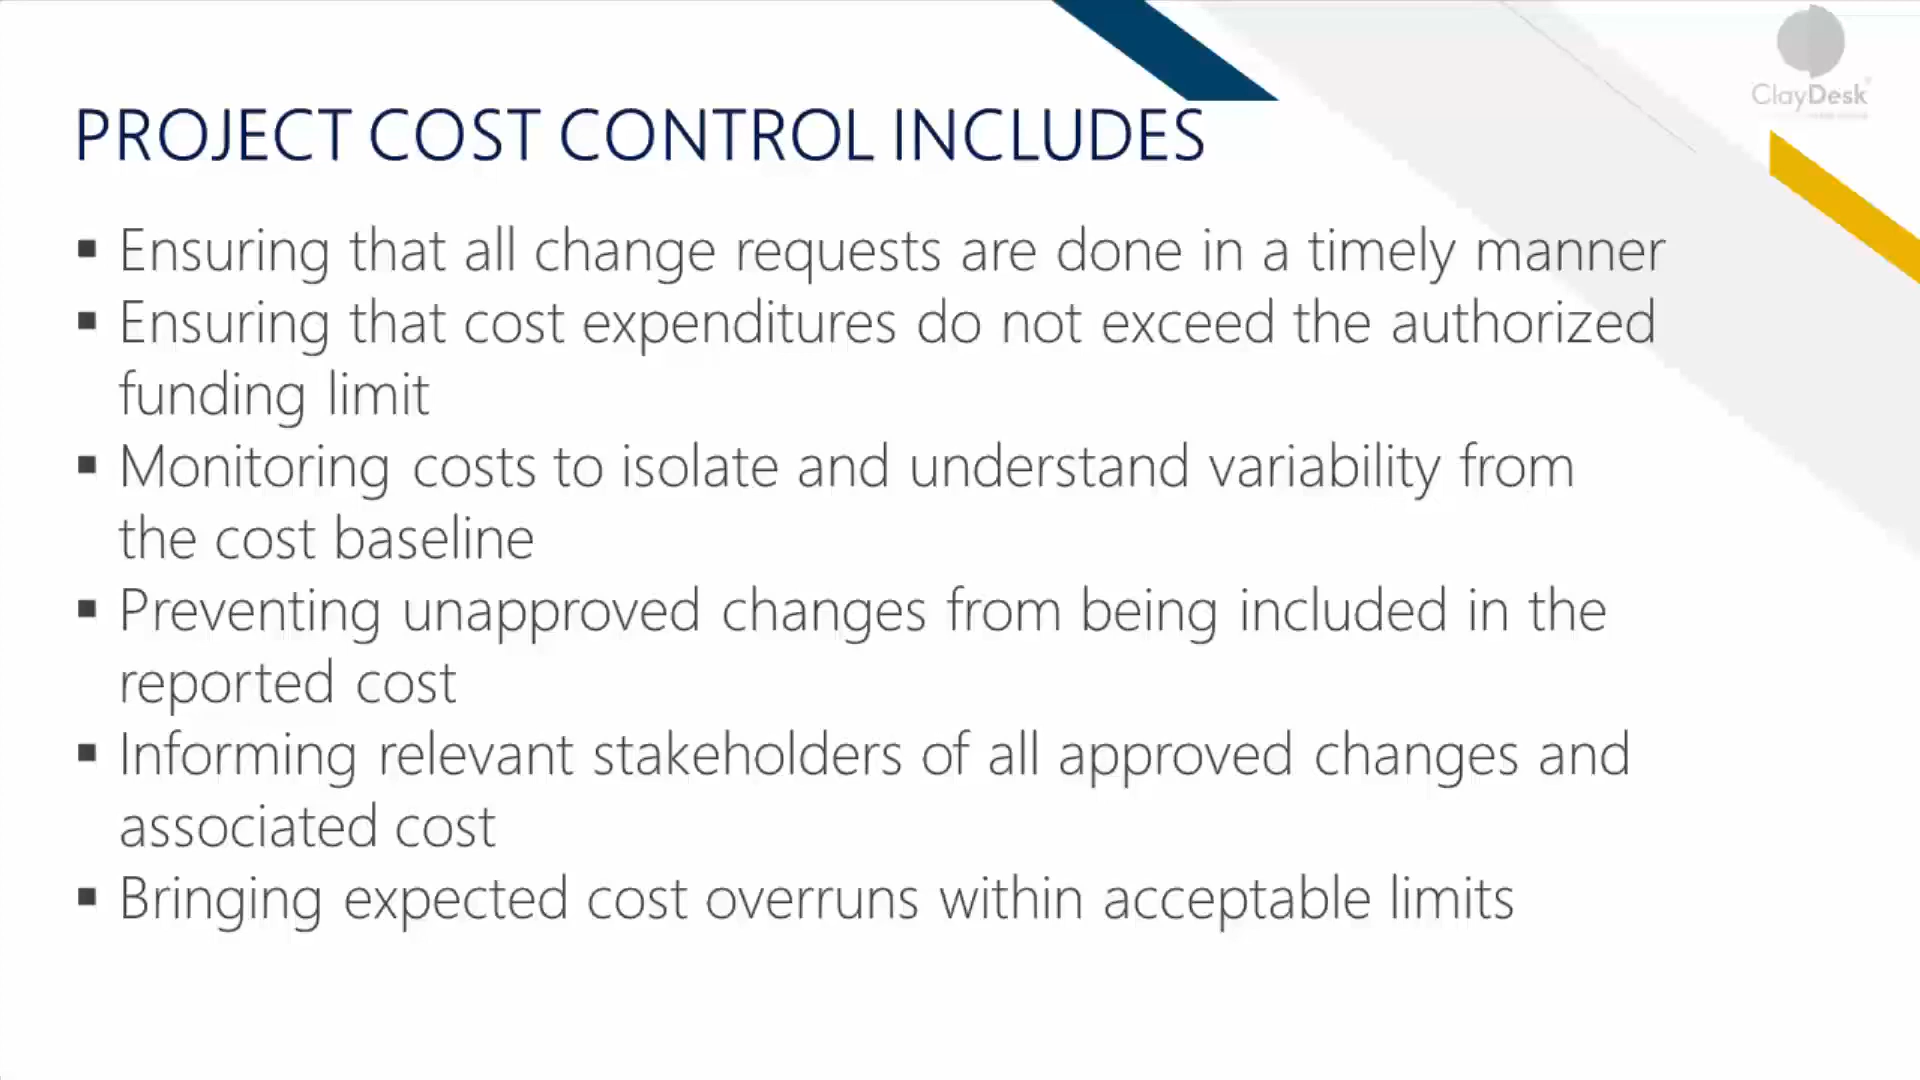 ClayDesk
PROJECT COST CONTROL INCLUDES
▪ Ensuring that all change requests are done in a timely manner
▪ Ensuring that cost expenditures do not exceed the authorized
funding limit
▪ Monitoring costs to isolate and understand variability from
the cost baseline
▪ Preventing unapproved changes from being included in the
reported cost
▪ Informing relevant stakeholders of all approved changes and
associated cost
▪ Bringing expected cost overruns within acceptable limits